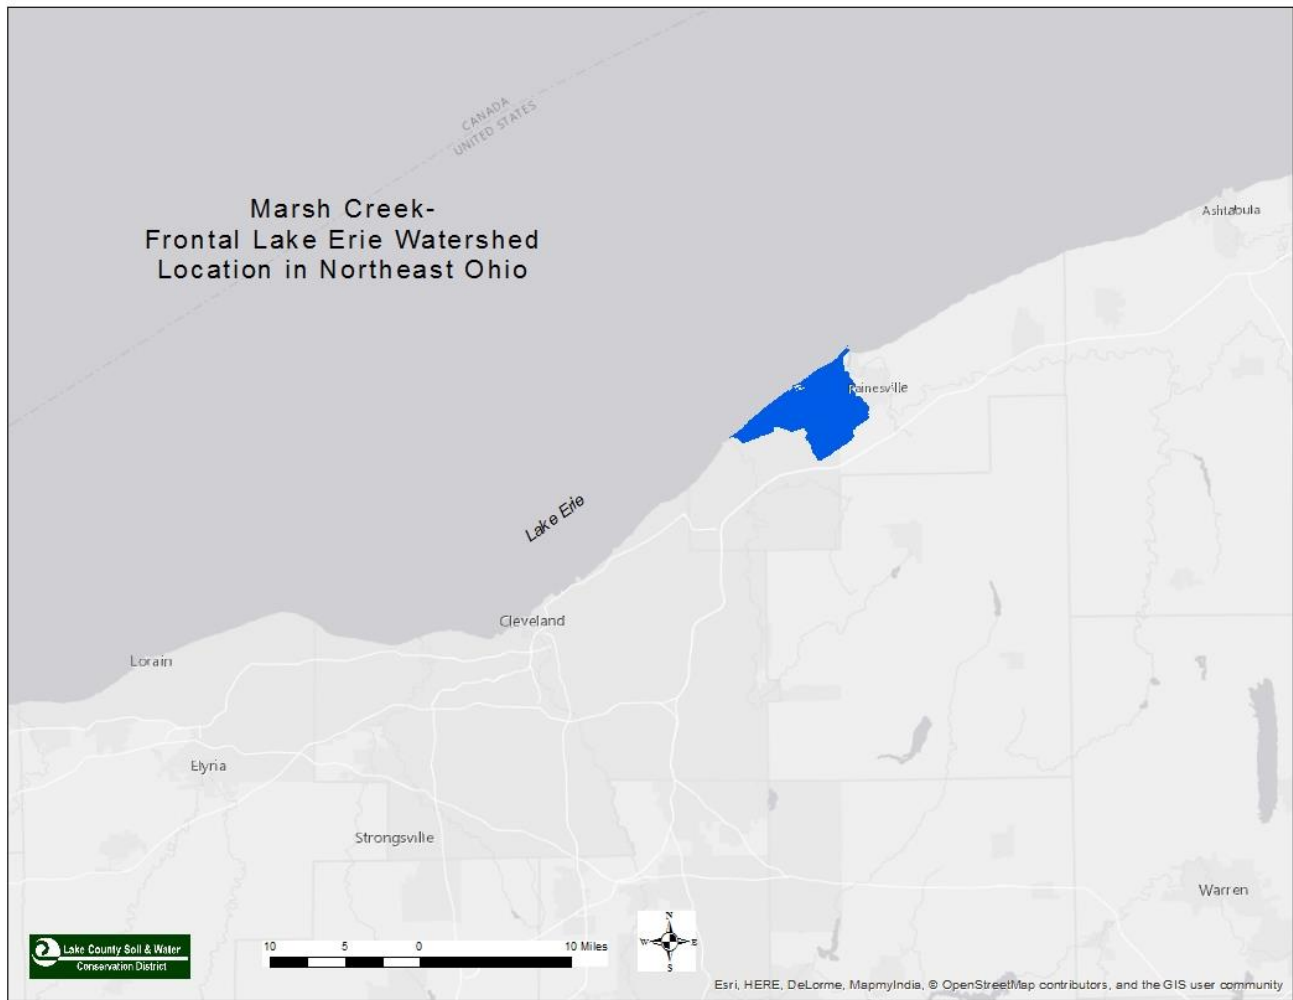 CANADA
UNITED STATES
Marsh Creek-
Frontal Lake Erie Watershed
Location in Northeast Ohio
Ashtabula
Painesville
Lake Erie
Cleveland
Lorain
Elyria
Strongsville
Warren
Lake County Soil & Water
Conservation District
10 5 0 10 Miles
N
W E
S
Esri, HERE, DeLorme, MapmyIndia, © OpenStreetMap contributors, and the GIS user community